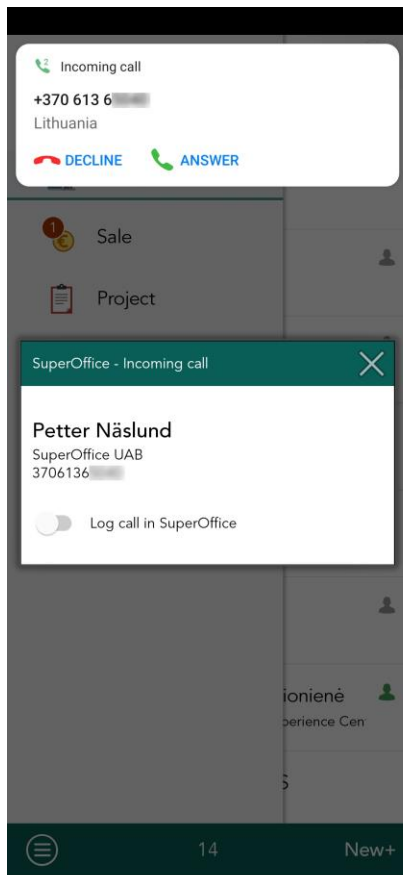 Incoming call
+370 613 6
Lithuania
DECLINE
ANSWER
1
Sale
Project
SuperOffice - Incoming call
Petter Näslund
SuperOffice UAB
3706136
Log call in SuperOffice
ionienė
perience Cen
S
14
New+